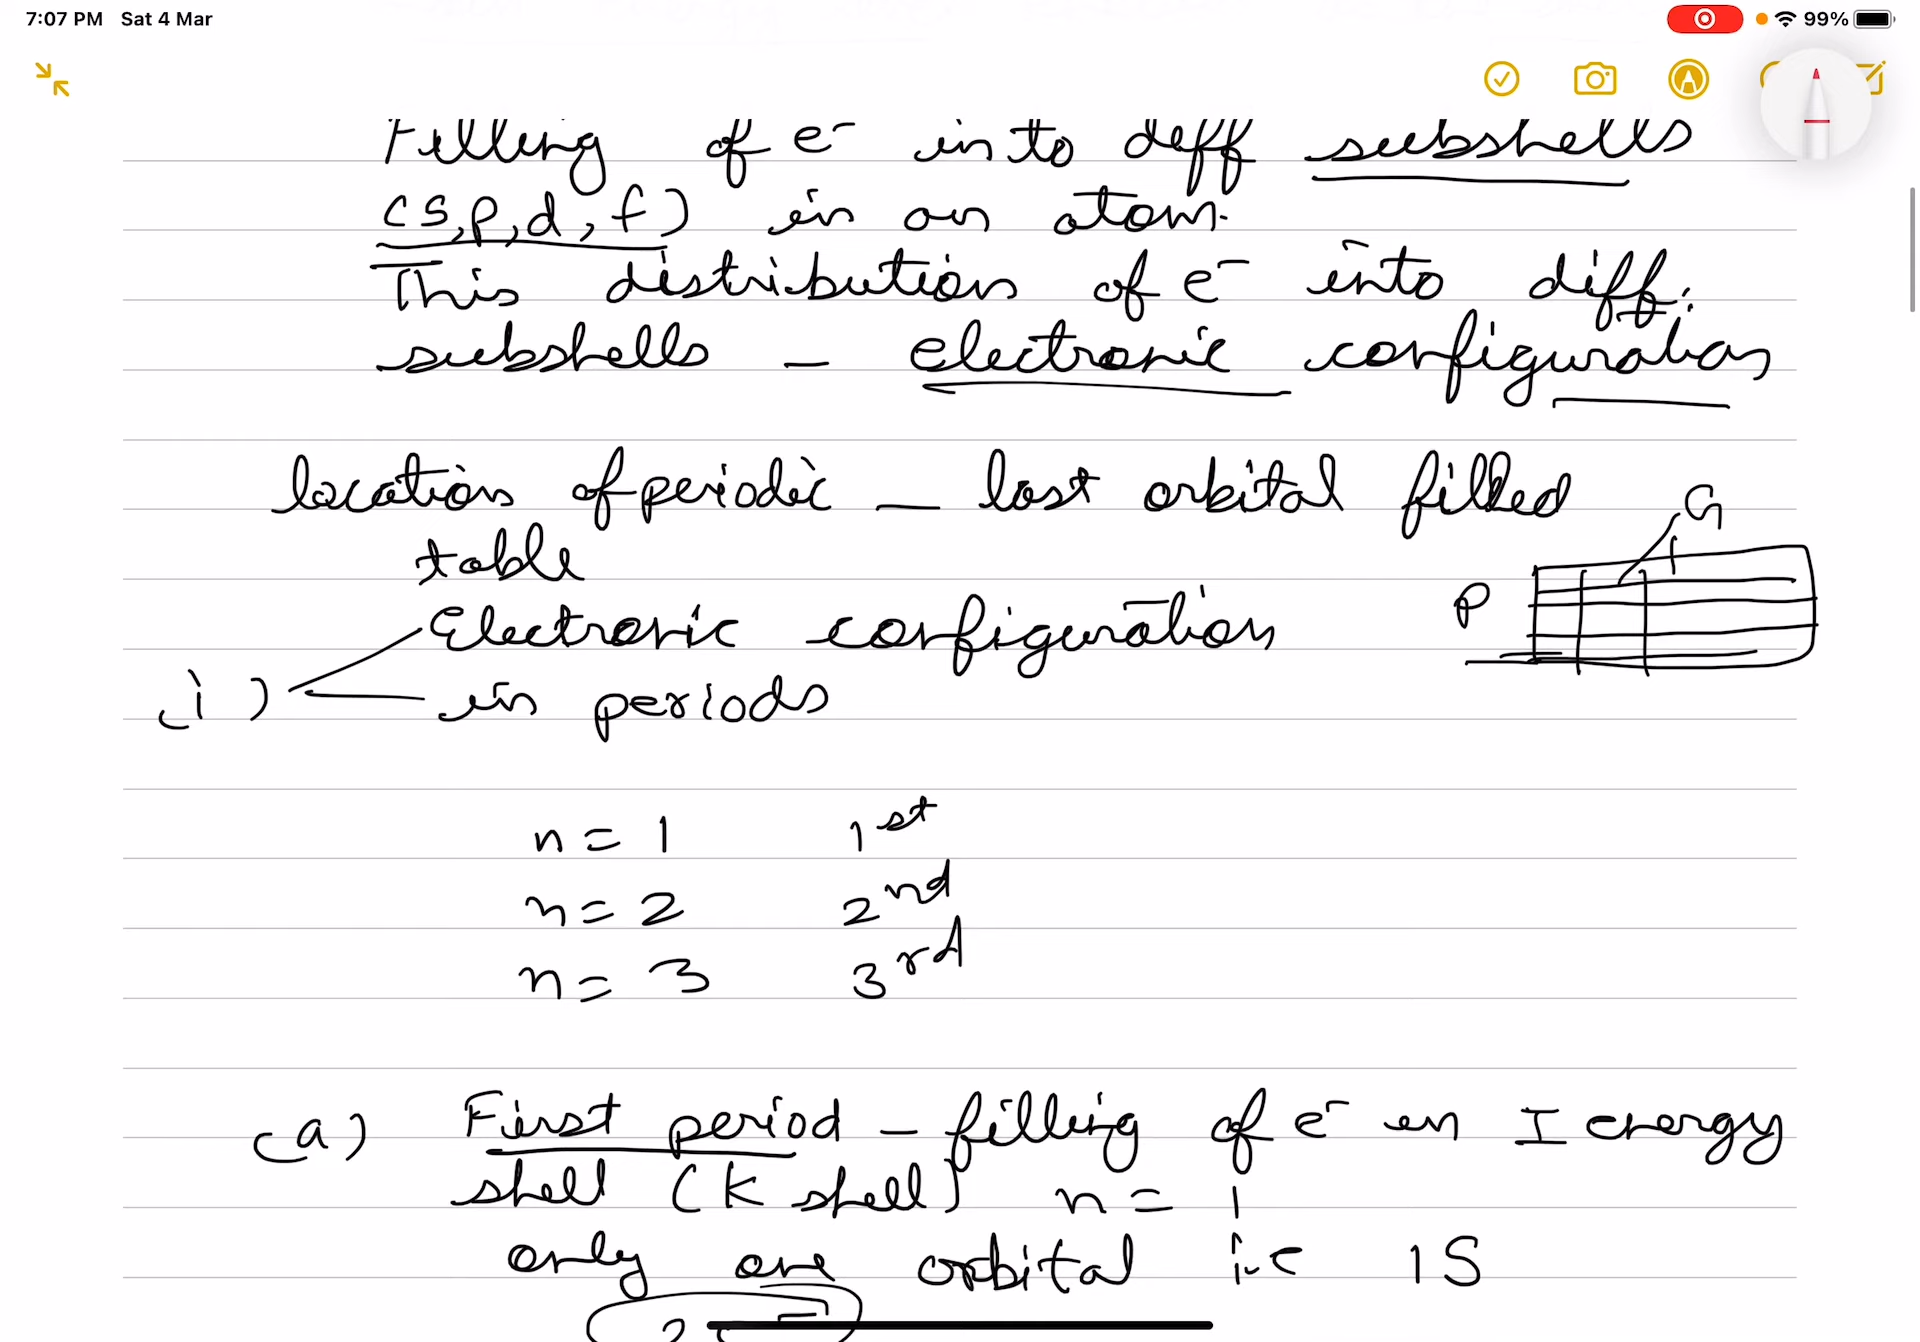 7:07 PM Sat 4 Mar
99%
Filling of e⁻ into diff subshells
(s,p,d,f) in an atom.
This distribution of e⁻ into diff.
subshells – electronic configuration
location of periodic – last orbital filled
table
G
P
Electronic configuration
(i) in periods
n = 1 1st
n = 2 2nd
n = 3 3rd
(a) First period – filling of e⁻ in I energy
shell (K shell) n = 1
only one orbital i.e 1S
2